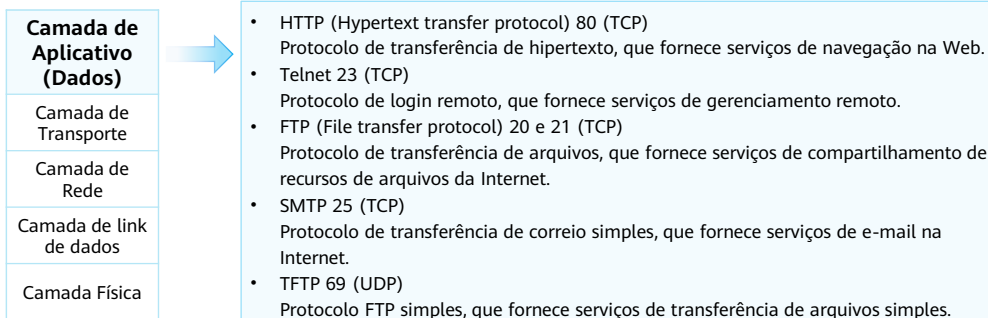 Camada de
Aplicativo
(Dados)
Camada de
Transporte
Camada de
Rede
Camada de link
de dados
Camada Física
• HTTP (Hypertext transfer protocol) 80 (TCP)
Protocolo de transferência de hipertexto, que fornece serviços de navegação na Web.
• Telnet 23 (TCP)
Protocolo de login remoto, que fornece serviços de gerenciamento remoto.
• FTP (File transfer protocol) 20 e 21 (TCP)
Protocolo de transferência de arquivos, que fornece serviços de compartilhamento de
recursos de arquivos da Internet.
• SMTP 25 (TCP)
Protocolo de transferência de correio simples, que fornece serviços de e-mail na
Internet.
• TFTP 69 (UDP)
Protocolo FTP simples, que fornece serviços de transferência de arquivos simples.